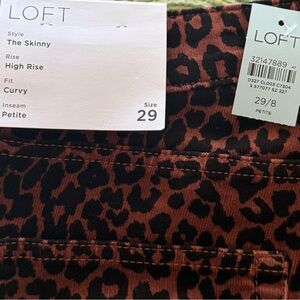 LOFT
Style
The Skinny
Rise
High Rise
Fit
Curvy
Inseam
Petite
Size
29
LOFT
32147889
29/8
PETITE